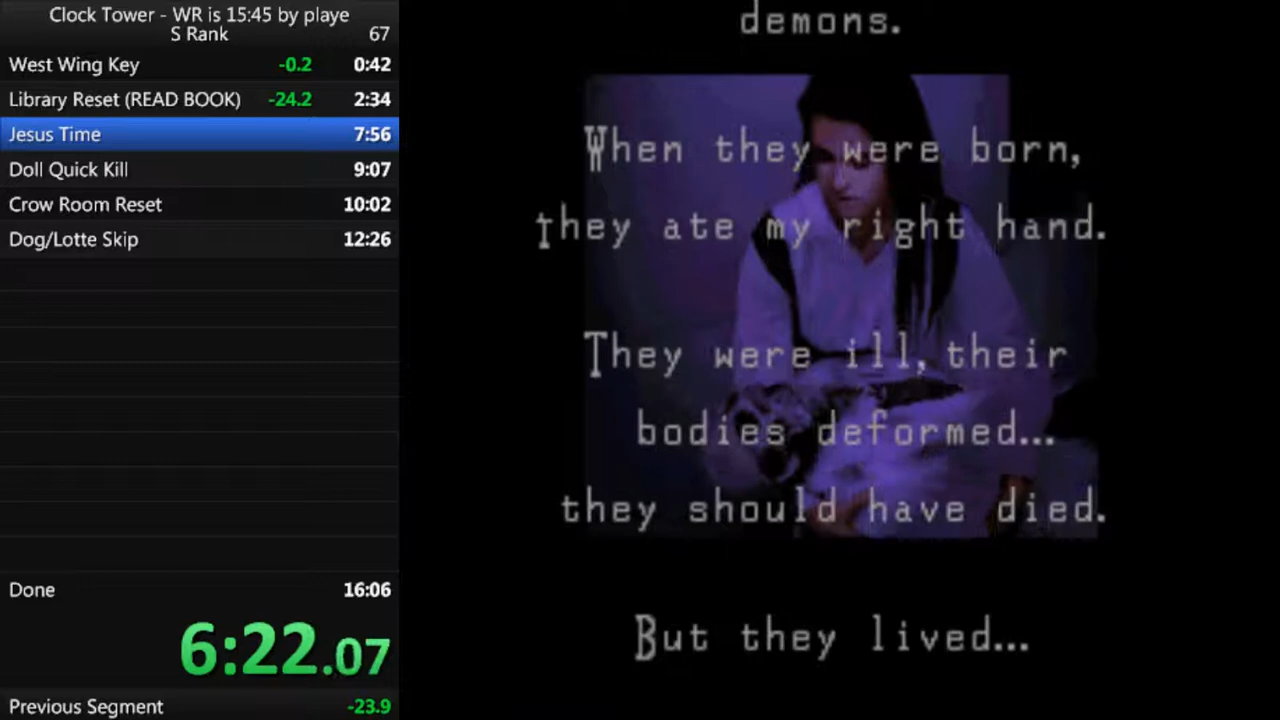 Clock Tower - WR is 15:45 by playe
S Rank 67
West Wing Key -0.2 0:42
Library Reset (READ BOOK) -24.2 2:34
Jesus Time 7:56
Doll Quick Kill 9:07
Crow Room Reset 10:02
Dog/Lotte Skip 12:26
Done 16:06
6:22.07
Previous Segment -23.9
demons.
When they were born,
they ate my right hand.
They were ill, their
bodies deformed...
they should have died.
But they lived...